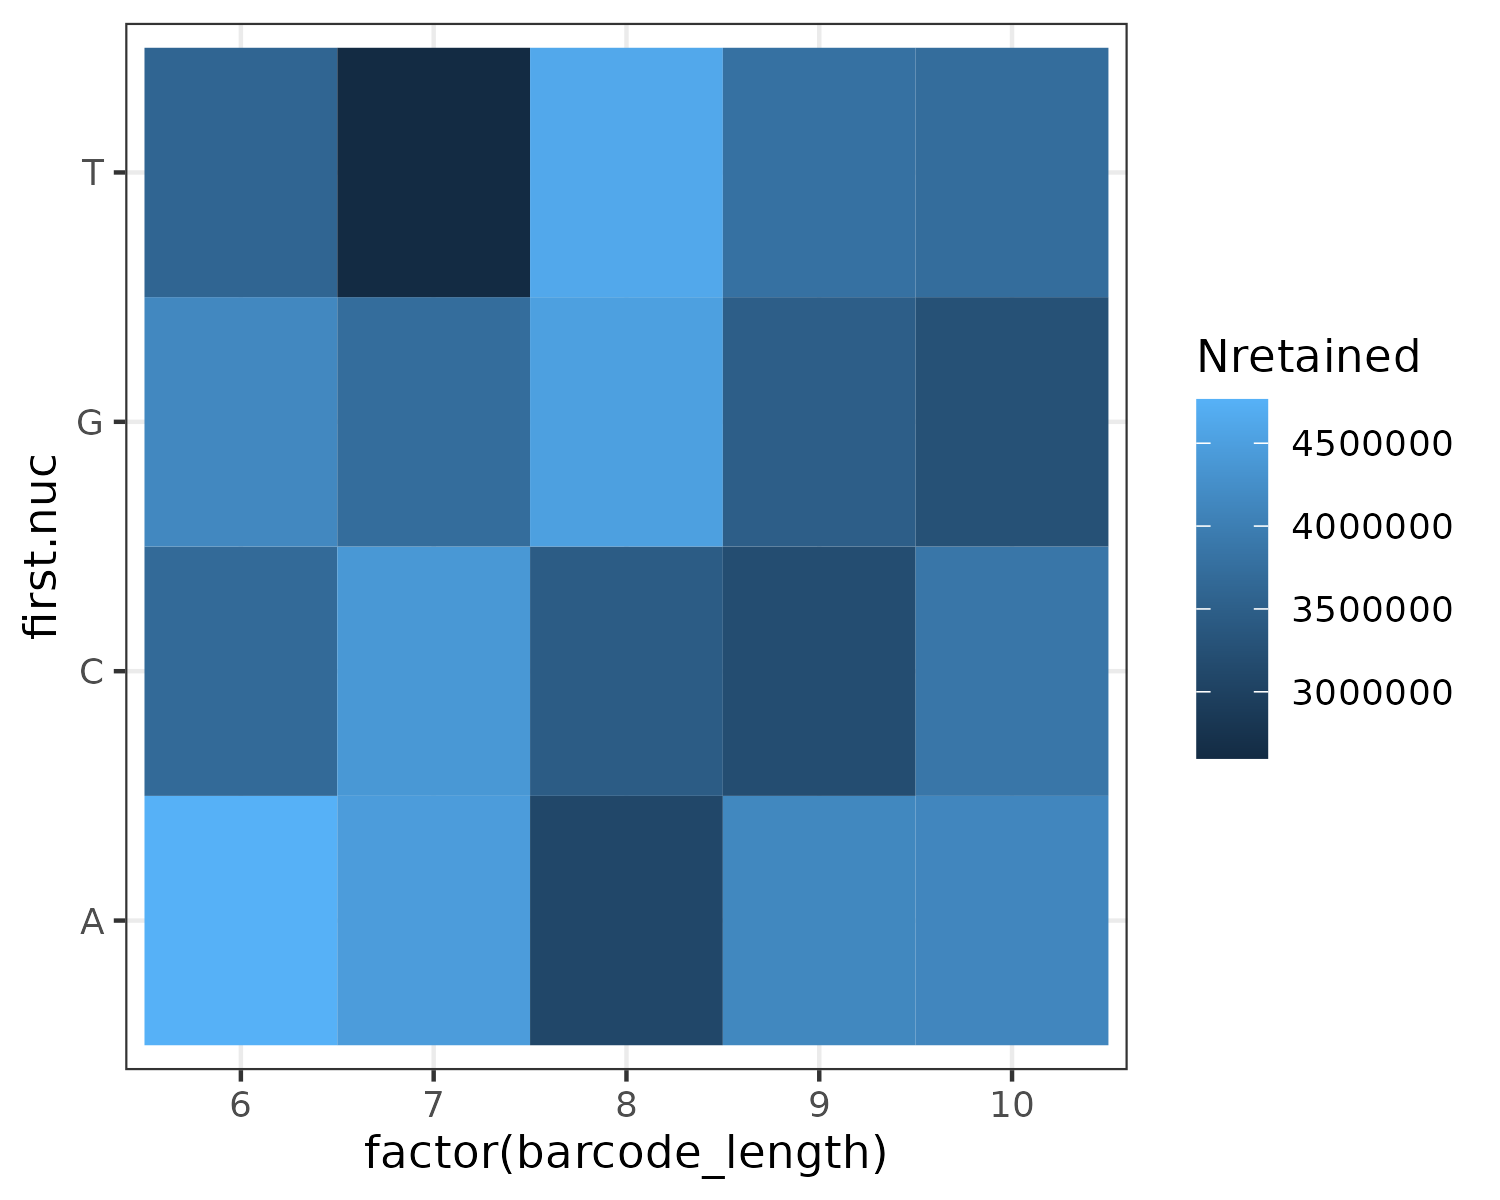 T
G
C
A
first.nuc
6 7 8 9 10
factor(barcode_length)
Nretained
4500000
4000000
3500000
3000000